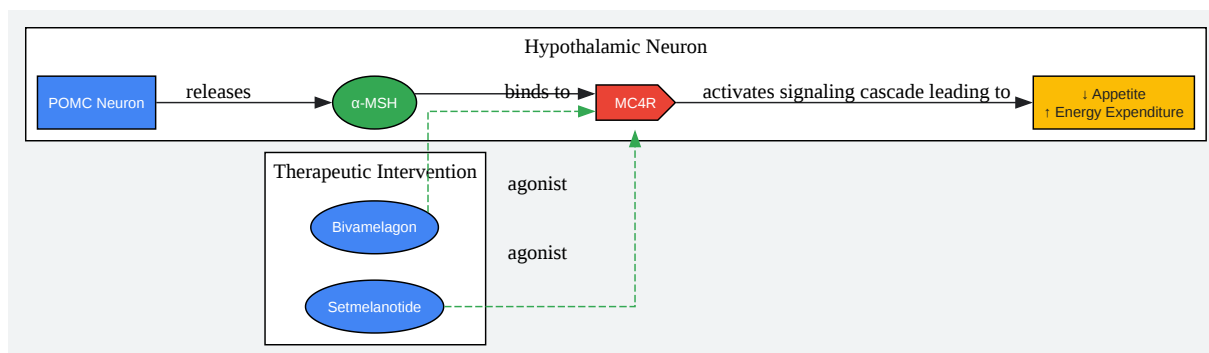 Hypothalamic Neuron
POMC Neuron
releases
α-MSH
binds to
MC4R
activates signaling cascade leading to
↓ Appetite
↑ Energy Expenditure
Therapeutic Intervention
agonist
Bivamelagon
agonist
Setmelanotide